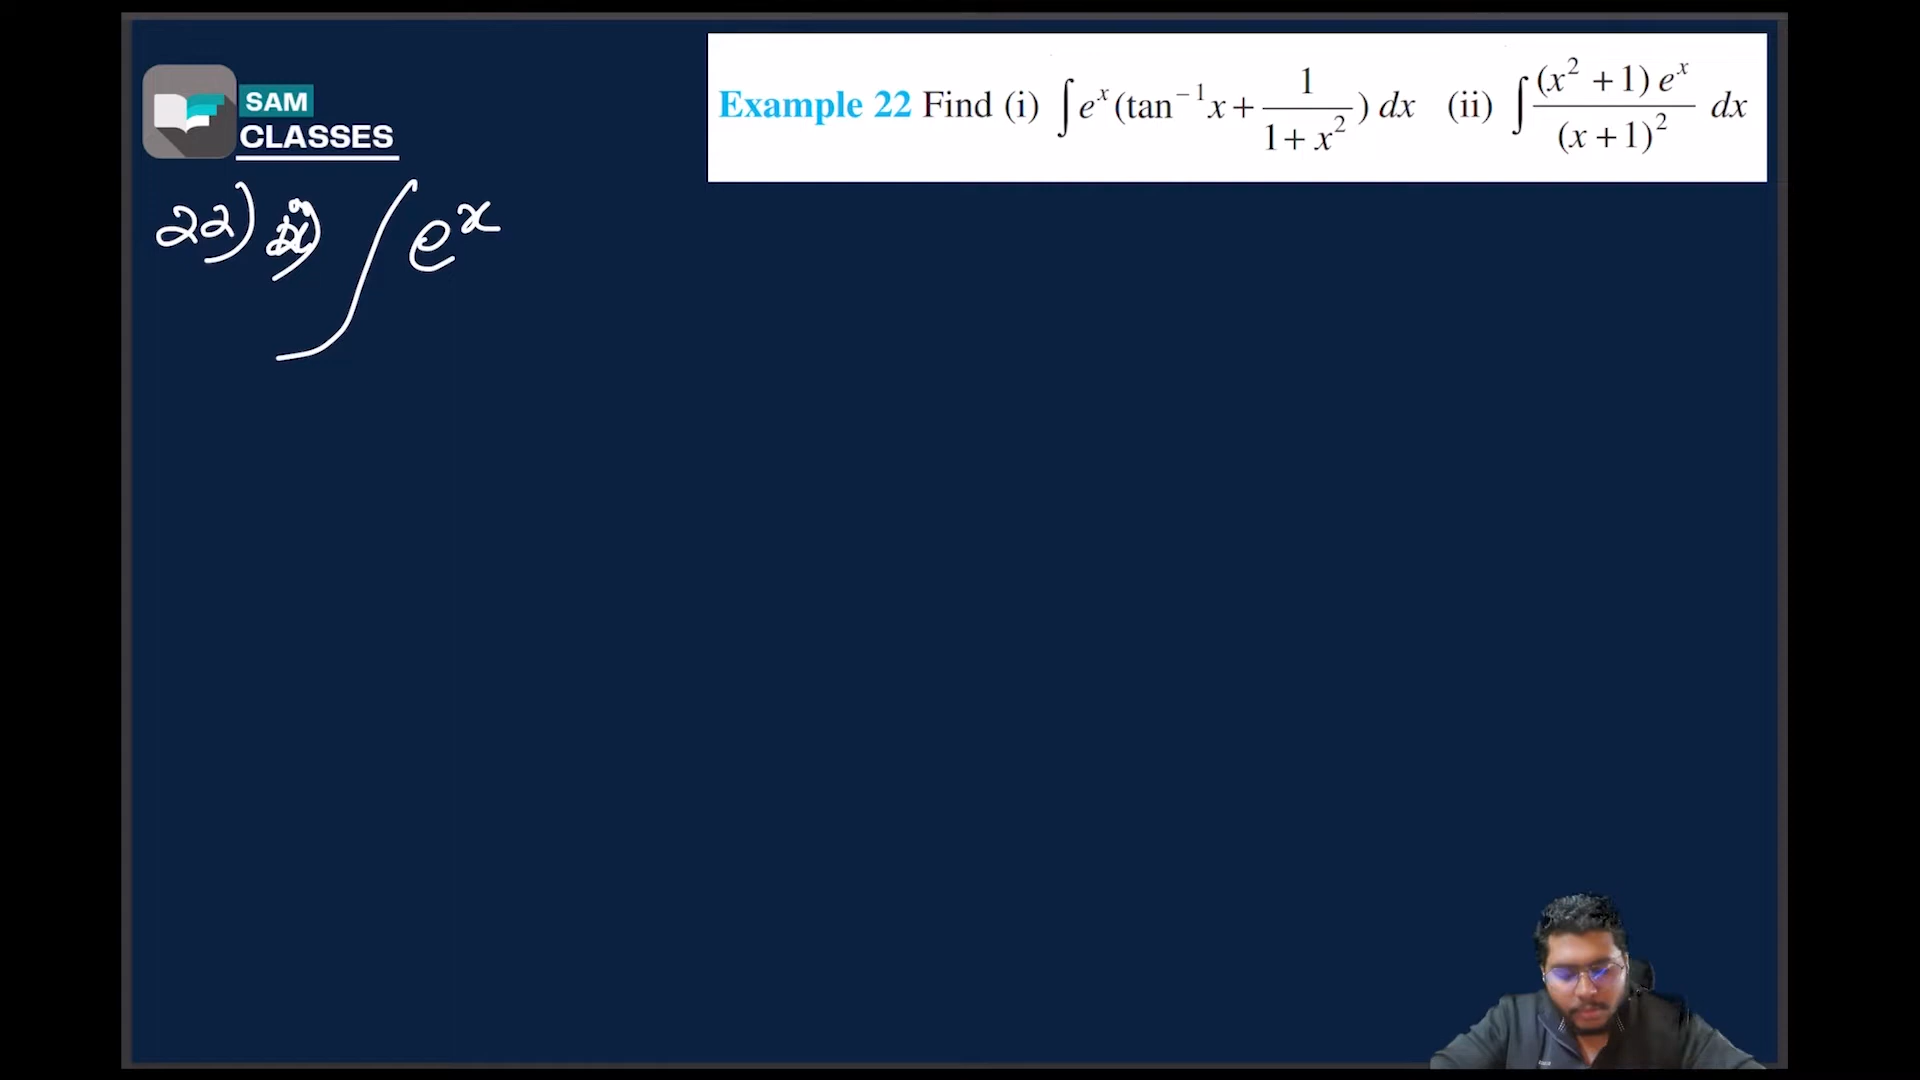 SAM
CLASSES
Example 22 Find (i) ∫eˣ(tan⁻¹x + 1/(1+x²)) dx (ii) ∫(x²+1)eˣ/(x+1)² dx
22) ∫eˣ